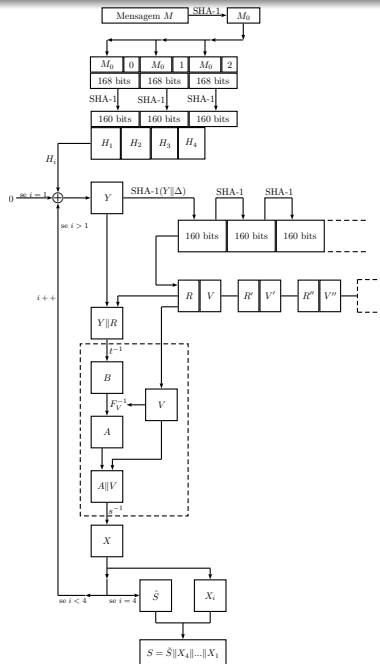 Mensagem M
SHA-1
M₀
M₀ 0 M₀ 1 M₀ 2
168 bits 168 bits 168 bits
SHA-1 SHA-1 SHA-1
160 bits 160 bits 160 bits
H₁ H₂ H₃ H₄
Hᵢ
0 se i = 1 ⊕ Y SHA-1(Y‖Δ) SHA-1 SHA-1
se i > 1
160 bits 160 bits 160 bits
i++
R V R′ V′ R″ V″
Y‖R
t⁻¹
B
F_V⁻¹ V
A
A‖V
s⁻¹
X
se i < 4 se i = 4 S̃ Xᵢ
S = S̃‖X₄‖...‖X₁